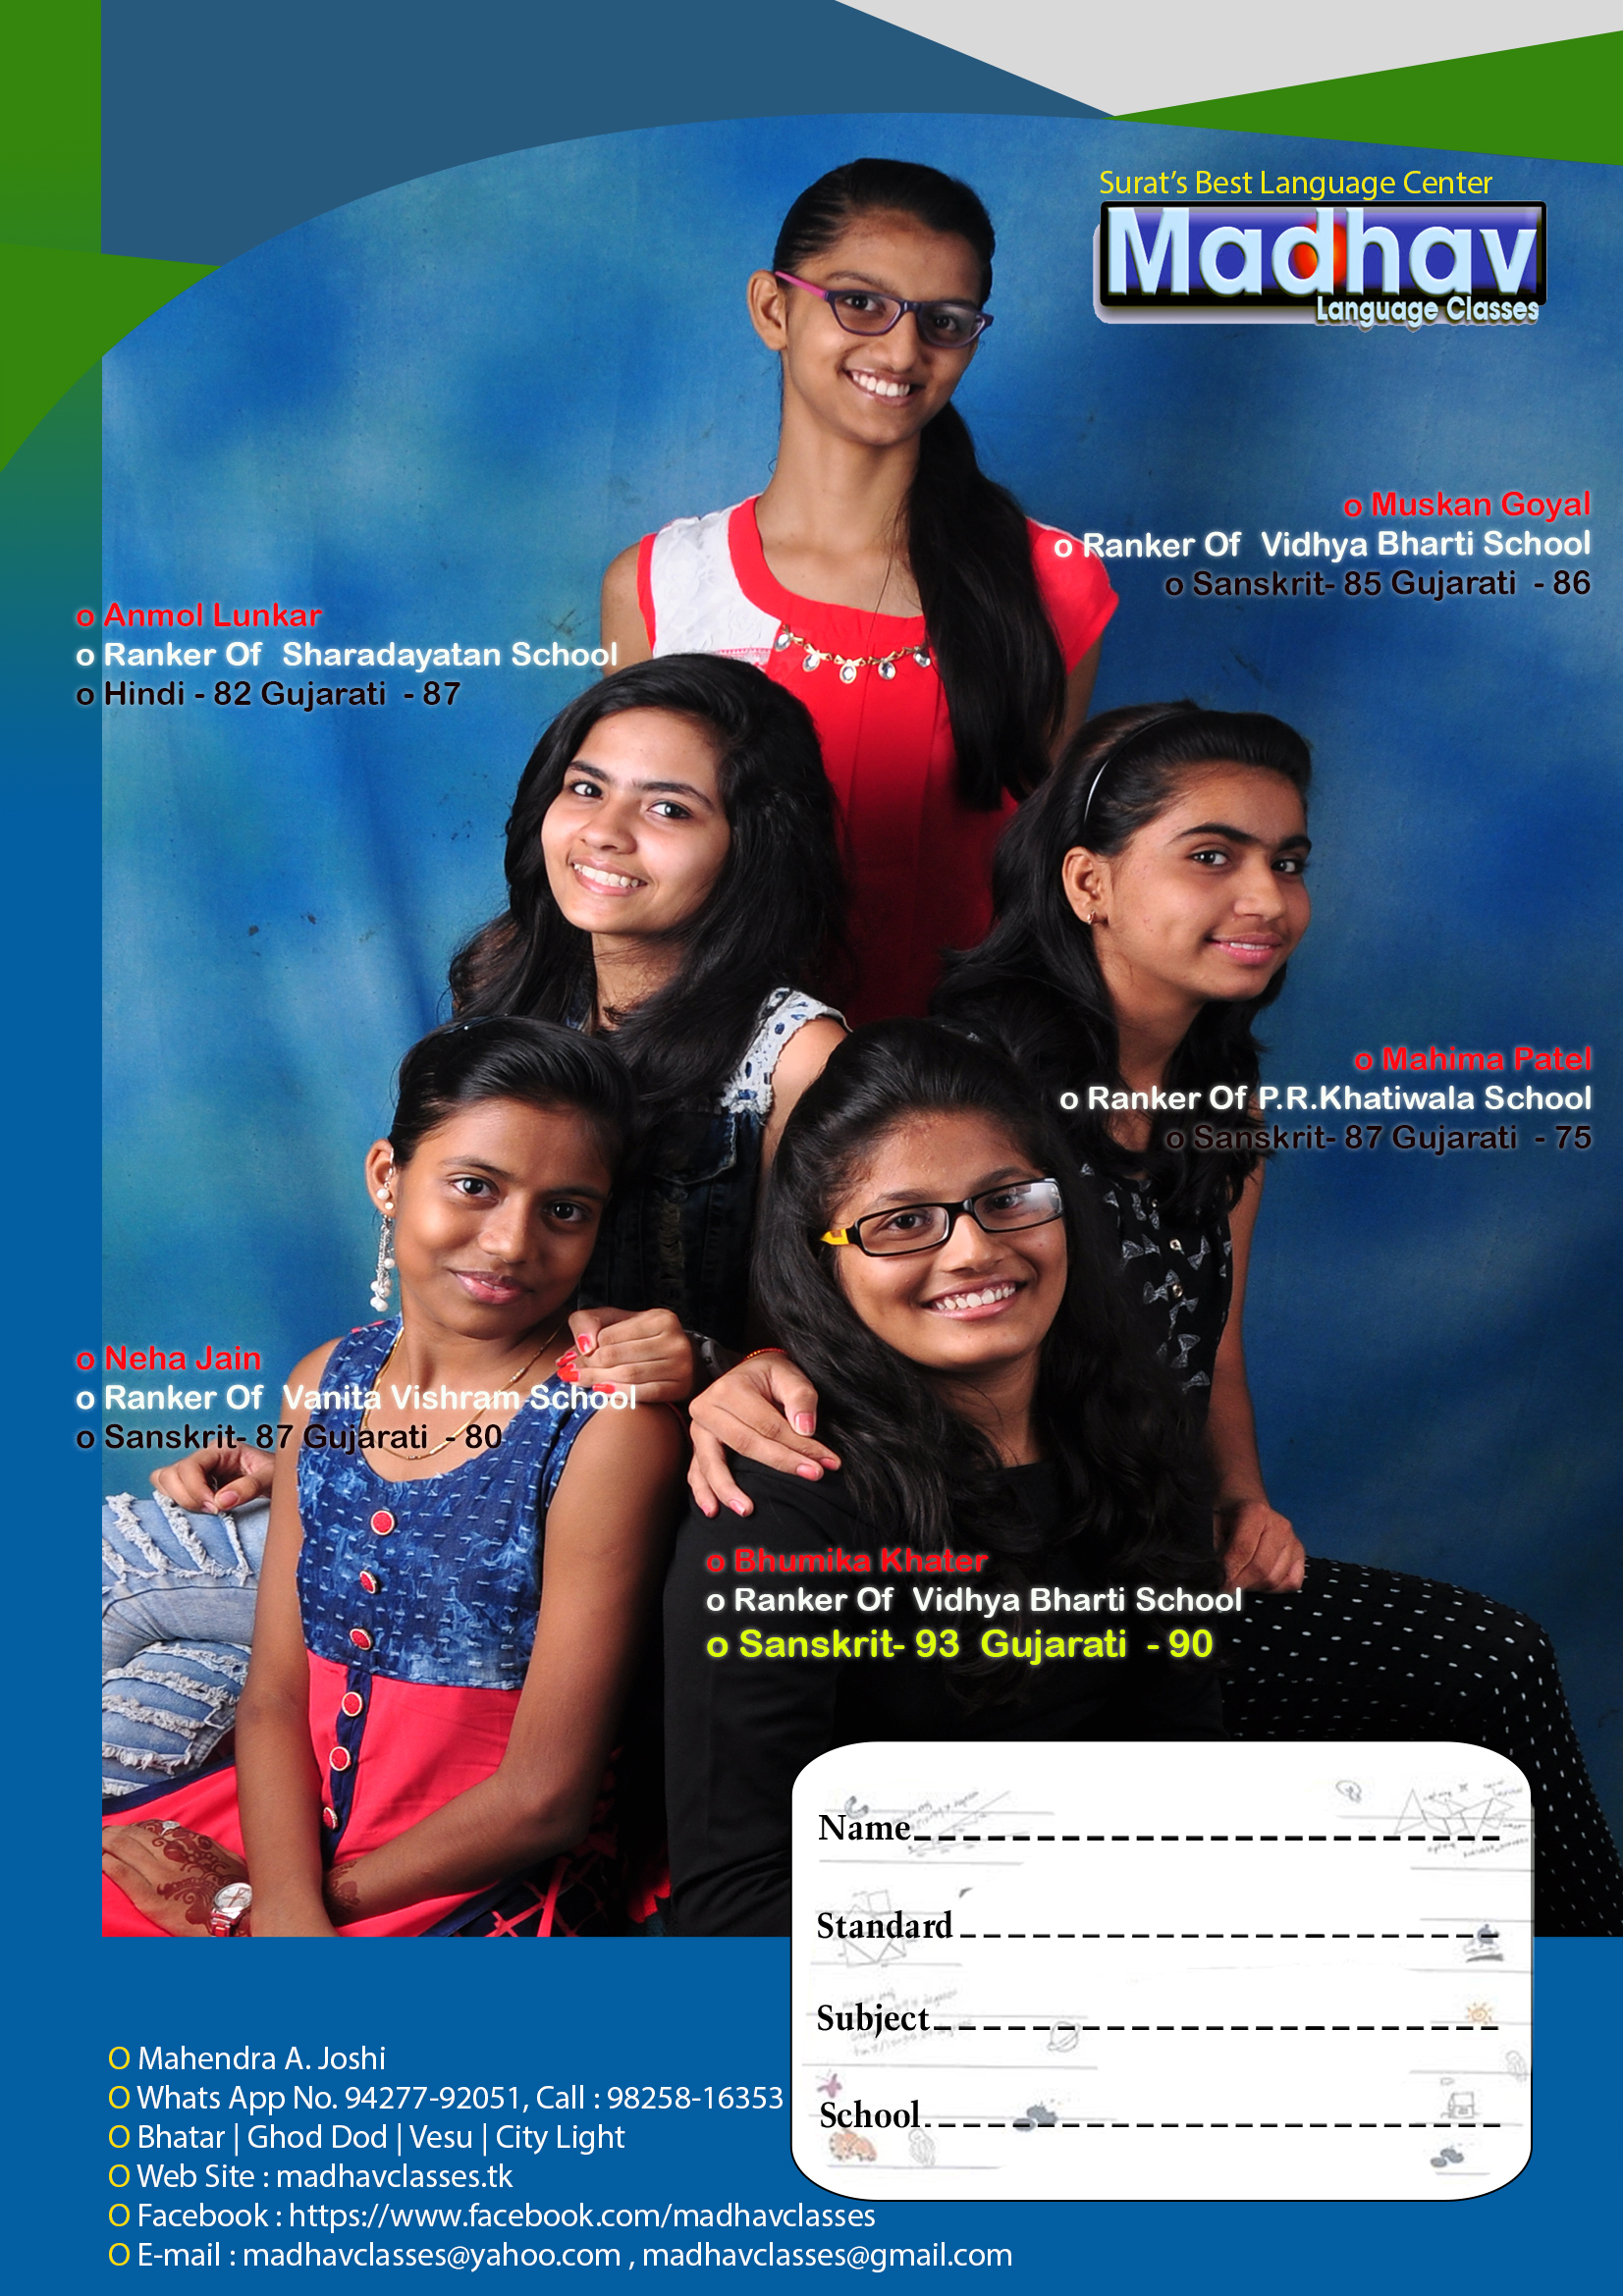 Surat's Best Language Center
Madhav
Language Classes
o Muskan Goyal
o Ranker Of Vidhya Bharti School
o Sanskrit- 85 Gujarati - 86
o Anmol Lunkar
o Ranker Of Sharadayatan School
o Hindi - 82 Gujarati - 87
o Mahima Patel
o Ranker Of P.R.Khatiwala School
o Sanskrit- 87 Gujarati - 75
o Neha Jain
o Ranker Of Vanita Vishram School
o Sanskrit- 87 Gujarati - 80
o Bhumika Khater
o Ranker Of Vidhya Bharti School
o Sanskrit- 93 Gujarati - 90
Name
Standard
Subject
School
O Mahendra A. Joshi
O Whats App No. 94277-92051, Call : 98258-16353
O Bhatar | Ghod Dod | Vesu | City Light
O Web Site : madhavclasses.tk
O Facebook : https://www.facebook.com/madhavclasses
O E-mail : madhavclasses@yahoo.com , madhavclasses@gmail.com